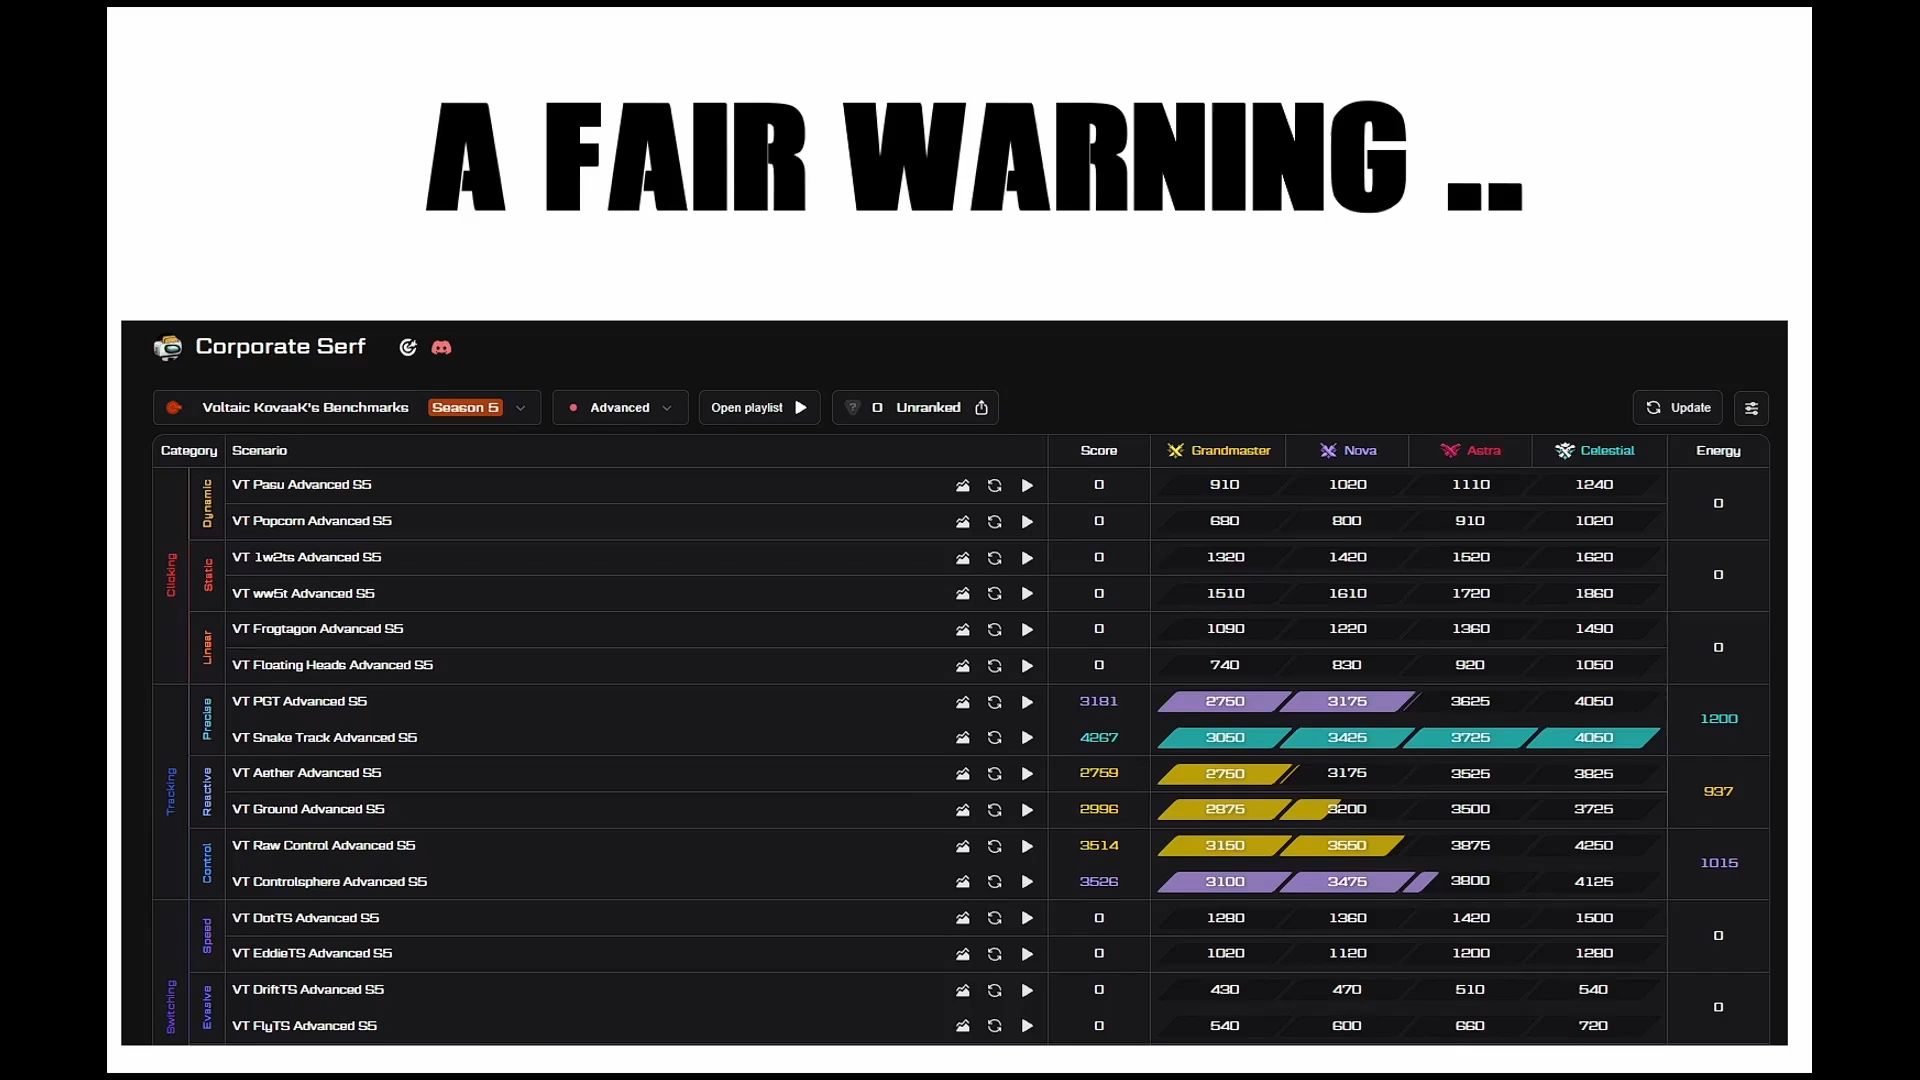 A FAIR WARNING ..
Corporate Serf
Voltaic KovaaK's Benchmarks Season 5 Advanced Open playlist ? 0 Unranked Update
Category Scenario Score Grandmaster Nova Astra Celestial Energy
Clicking
Dynamic
VT Pasu Advanced S5 0 910 1020 1110 1240 0
VT Popcorn Advanced S5 0 680 800 910 1020
Static
VT 1w2ts Advanced S5 0 1320 1420 1520 1620 0
VT ww5t Advanced S5 0 1510 1610 1720 1860
Linear
VT Frogtagon Advanced S5 0 1090 1220 1360 1490 0
VT Floating Heads Advanced S5 0 740 830 920 1050
Tracking
Precise
VT PGT Advanced S5 3181 2750 3175 3625 4050 1200
VT Snake Track Advanced S5 4267 3050 3425 3725 4050
Reactive
VT Aether Advanced S5 2759 2750 3175 3525 3825 937
VT Ground Advanced S5 2996 2875 3200 3500 3725
Control
VT Raw Control Advanced S5 3514 3150 3550 3875 4250 1015
VT Controlsphere Advanced S5 3526 3100 3475 3800 4125
Switching
Speed
VT DotTS Advanced S5 0 1280 1360 1420 1500 0
VT EddieTS Advanced S5 0 1020 1120 1200 1280
Evasive
VT DriftTS Advanced S5 0 430 470 510 540 0
VT FlyTS Advanced S5 0 540 600 660 720